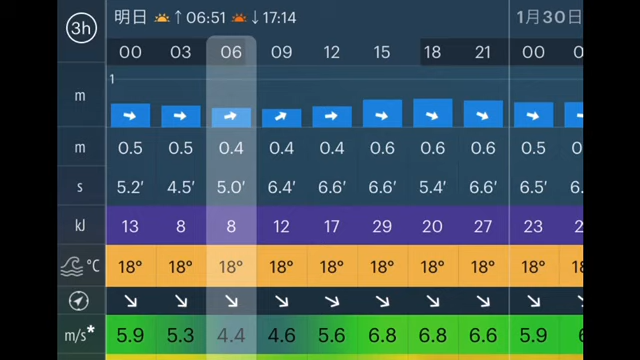 3h 明日 ↑06:51 ↓17:14 1月30日
00 03 06 09 12 15 18 21 00
1
m
m 0.5 0.5 0.4 0.4 0.4 0.6 0.6 0.6 0.5 0.
s 5.2′ 4.5′ 5.0′ 6.4′ 6.6′ 6.6′ 5.4′ 6.6′ 6.5′ 6.
kJ 13 8 8 12 17 29 20 27 23 2
°C 18° 18° 18° 18° 18° 18° 18° 18° 18° 18
m/s* 5.9 5.3 4.4 4.6 5.6 6.8 6.8 6.6 5.9 6